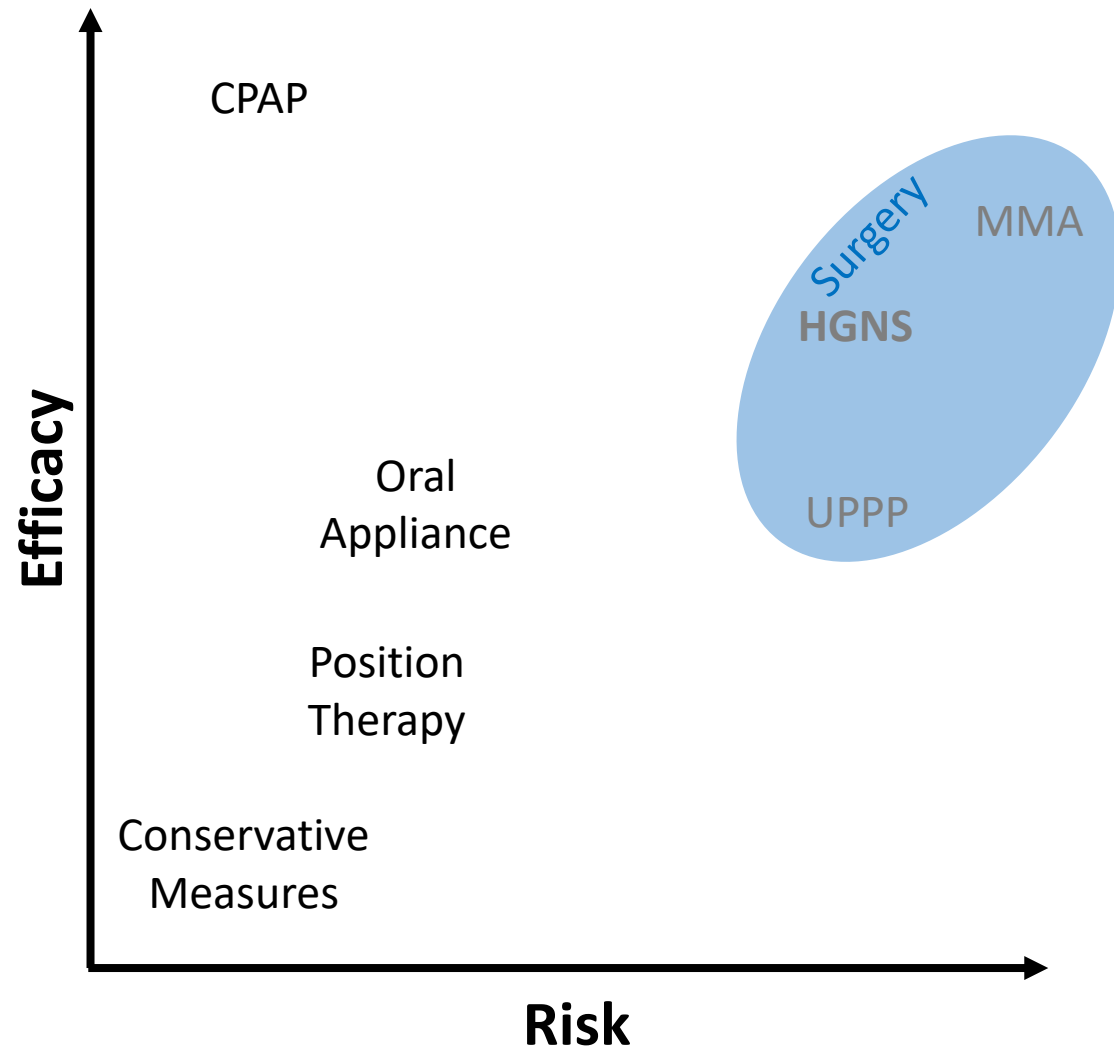 CPAP
Surgery
MMA
HGNS
Efficacy
Oral
Appliance
UPPP
Position
Therapy
Conservative
Measures
Risk